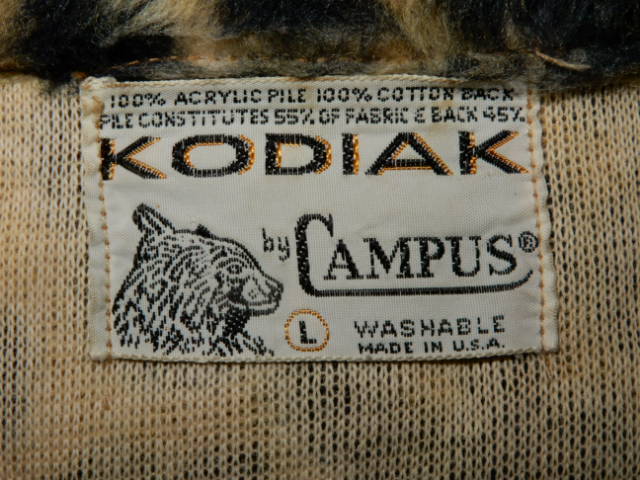 100% ACRYLIC PILE 100% COTTON BACK
PILE CONSTITUTES 55% OF FABRIC & BACK 45%
KODIAK
by CAMPUS®
L WASHABLE
MADE IN U.S.A.